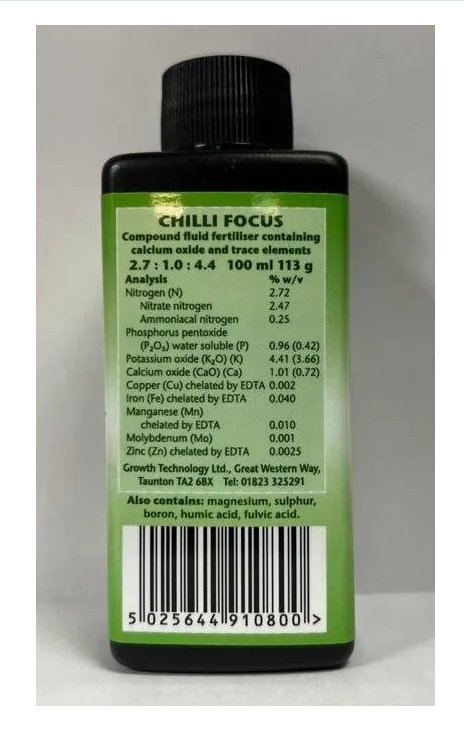 CHILLI FOCUS
Compound fluid fertiliser containing
calcium oxide and trace elements
2.7 : 1.0 : 4.4 100 ml 113 g
Analysis % w/v
Nitrogen (N) 2.72
Nitrate nitrogen 2.47
Ammoniacal nitrogen 0.25
Phosphorus pentoxide
(P₂O₅) water soluble (P) 0.96 (0.42)
Potassium oxide (K₂O) (K) 4.41 (3.66)
Calcium oxide (CaO) (Ca) 1.01 (0.72)
Copper (Cu) chelated by EDTA 0.002
Iron (Fe) chelated by EDTA 0.040
Manganese (Mn)
chelated by EDTA 0.010
Molybdenum (Mo) 0.001
Zinc (Zn) chelated by EDTA 0.0025
Growth Technology Ltd., Great Western Way,
Taunton TA2 6BX Tel: 01823 325291
Also contains: magnesium, sulphur,
boron, humic acid, fulvic acid.
5 025644 910800 >